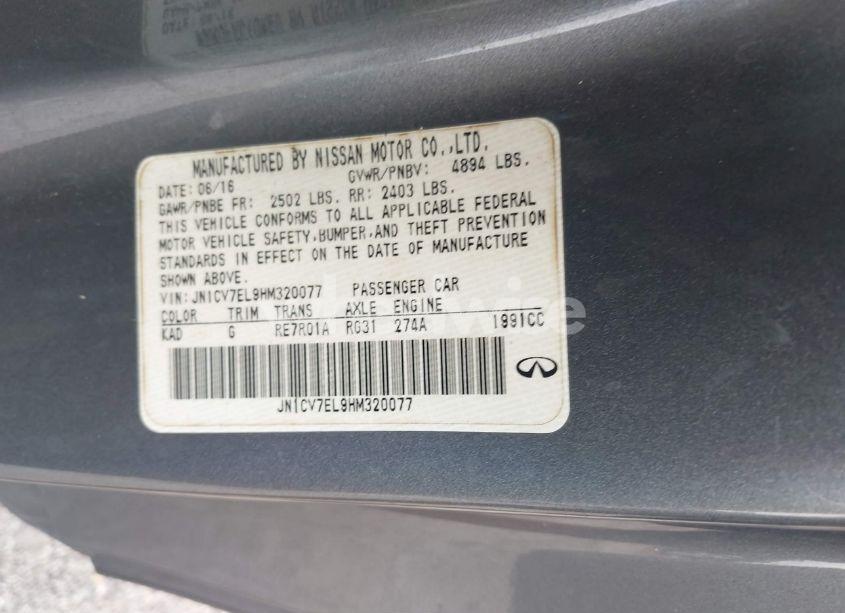 MANUFACTURED BY NISSAN MOTOR CO.,LTD.
DATE: 06/16 GVWR/PNBV: 4894 LBS.
GAWR/PNBE FR: 2502 LBS. RR: 2403 LBS.
THIS VEHICLE CONFORMS TO ALL APPLICABLE FEDERAL
MOTOR VEHICLE SAFETY,BUMPER,AND THEFT PREVENTION
STANDARDS IN EFFECT ON THE DATE OF MANUFACTURE
SHOWN ABOVE.
VIN: JN1CV7EL9HM320077 PASSENGER CAR
COLOR TRIM TRANS AXLE ENGINE
KAD G RE7R01A RG31 274A 1991CC
JN1CV7EL9HM320077